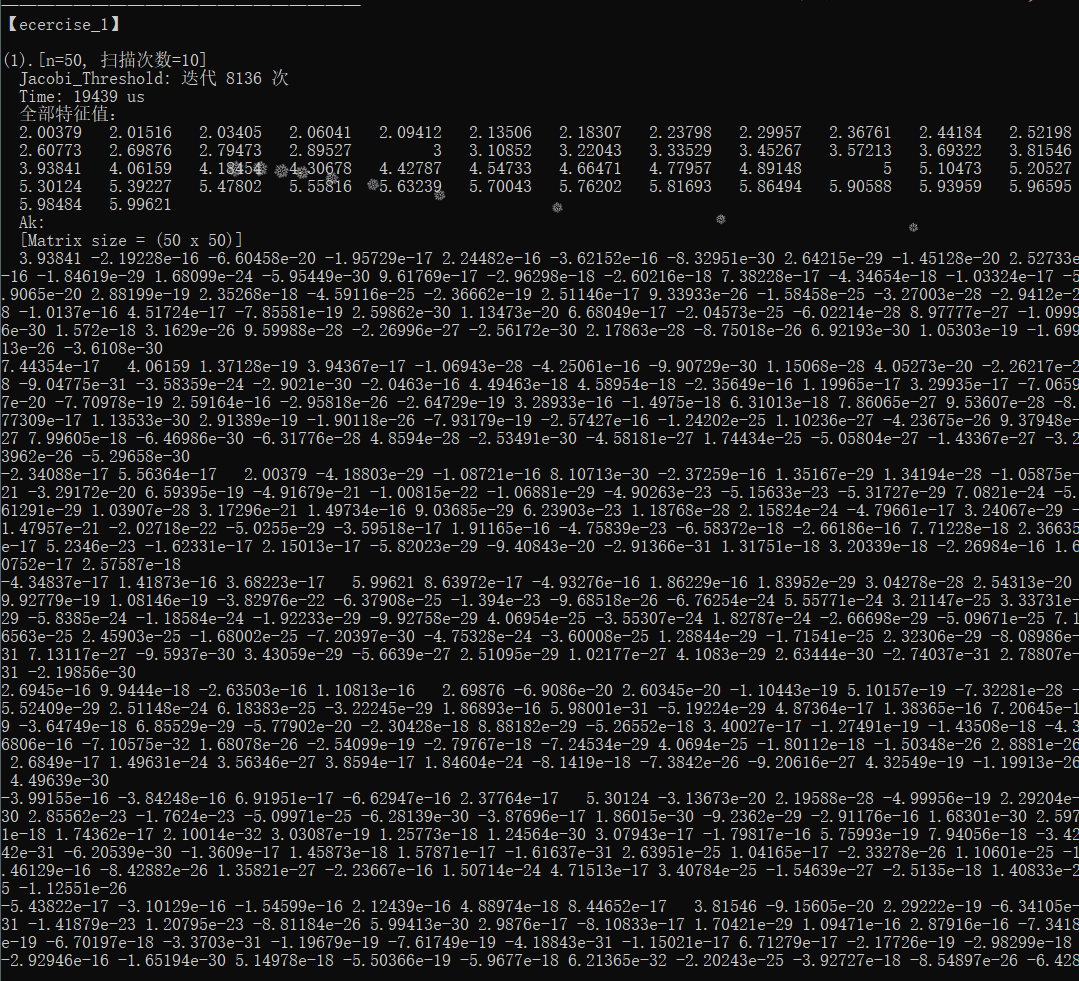 【ecercise_1】
(1).[n=50, 扫描次数=10]
Jacobi_Threshold: 迭代 8136 次
Time: 19439 us
全部特征值:
2.00379 2.01516 2.03405 2.06041 2.09412 2.13506 2.18307 2.23798 2.29957 2.36761 2.44184 2.52198
2.60773 2.69876 2.79473 2.89527 3 3.10852 3.22043 3.33529 3.45267 3.57213 3.69322 3.81546
3.93841 4.06159 4.18454 4.30678 4.42787 4.54733 4.66471 4.77957 4.89148 5 5.10473 5.20527
5.30124 5.39227 5.47802 5.55816 5.63239 5.70043 5.76202 5.81693 5.86494 5.90588 5.93959 5.96595
5.98484 5.99621
Ak:
[Matrix size = (50 x 50)]
3.93841 -2.19228e-16 -6.60458e-20 -1.95729e-17 2.24482e-16 -3.62152e-16 -8.32951e-30 2.64215e-29 -1.45128e-20 2.52733e
-16 -1.84619e-29 1.68099e-24 -5.95449e-30 9.61769e-17 -2.96298e-18 -2.60216e-18 7.38228e-17 -4.34654e-18 -1.03324e-17 -5
.9065e-20 2.88199e-19 2.35268e-18 -4.59116e-25 -2.36662e-19 2.51146e-17 9.33933e-26 -1.58458e-25 -3.27003e-28 -2.9412e-2
8 -1.0137e-16 4.51724e-17 -7.85581e-19 2.59862e-30 1.13473e-20 6.68049e-17 -2.04573e-25 -6.02214e-28 8.97777e-27 -1.0999
6e-30 1.572e-18 3.1629e-26 9.59988e-28 -2.26996e-27 -2.56172e-30 2.17863e-28 -8.75018e-26 6.92193e-30 1.05303e-19 -1.699
13e-26 -3.6108e-30
7.44354e-17 4.06159 1.37128e-19 3.94367e-17 -1.06943e-28 -4.25061e-16 -9.90729e-30 1.15068e-28 4.05273e-20 -2.26217e-2
8 -9.04775e-31 -3.58359e-24 -2.9021e-30 -2.0463e-16 4.49463e-18 4.58954e-18 -2.35649e-16 1.19965e-17 3.29935e-17 -7.0659
7e-20 -7.70978e-19 2.59164e-16 -2.95818e-26 -2.64729e-19 3.28933e-16 -1.4975e-18 6.31013e-18 7.86065e-27 9.53607e-28 -8.
77309e-17 1.13533e-30 2.91389e-19 -1.90118e-26 -7.93179e-19 -2.57427e-16 -1.24202e-25 1.10236e-27 -4.23675e-26 9.37948e-
27 7.99605e-18 -6.46986e-30 -6.31776e-28 4.8594e-28 -2.53491e-30 -4.58181e-27 1.74434e-25 -5.05804e-27 -1.43367e-27 -3.2
3962e-26 -5.29658e-30
-2.34088e-17 5.56364e-17 2.00379 -4.18803e-29 -1.08721e-16 8.10713e-30 -2.37259e-16 1.35167e-29 1.34194e-28 -1.05875e-
21 -3.29172e-20 6.59395e-19 -4.91679e-21 -1.00815e-22 -1.06881e-29 -4.90263e-23 -5.15633e-23 -5.31727e-29 7.0821e-24 -5.
61291e-29 1.03907e-28 3.17296e-21 1.49734e-16 9.03685e-29 6.23903e-23 1.18768e-28 2.15824e-24 -4.79661e-17 3.24067e-29 -
1.47957e-21 -2.02718e-22 -5.0255e-29 -3.59518e-17 1.91165e-16 -4.75839e-23 -6.58372e-18 -2.66186e-16 7.71228e-18 2.36635
e-17 5.2346e-23 -1.62331e-17 2.15013e-17 -5.82023e-29 -9.40843e-20 -2.91366e-31 1.31751e-18 3.20339e-18 -2.26984e-16 1.6
0752e-17 2.57587e-18
-4.34837e-17 1.41873e-16 3.68223e-17 5.99621 8.63972e-17 -4.93276e-16 1.86229e-16 1.83952e-29 3.04278e-28 2.54313e-20
9.92779e-19 1.08146e-19 -3.82976e-22 -6.37908e-25 -1.394e-23 -9.68518e-26 -6.76254e-24 5.55771e-24 3.21147e-25 3.33731e-
29 -5.8385e-24 -1.18584e-24 -1.92233e-29 -9.92758e-29 4.06954e-25 -3.55307e-24 1.82787e-24 -2.66698e-29 -5.09671e-25 7.1
6563e-25 2.45903e-25 -1.68002e-25 -7.20397e-30 -4.75328e-24 -3.60008e-25 1.28844e-29 -1.71541e-25 2.32306e-29 -8.08986e-
31 7.13117e-27 -9.5937e-30 3.43059e-29 -5.6639e-27 2.51095e-29 1.02177e-27 4.1083e-29 2.63444e-30 -2.74037e-31 2.78807e-
31 -2.19856e-30
2.6945e-16 9.9444e-18 -2.63503e-16 1.10813e-16 2.69876 -6.9086e-20 2.60345e-20 -1.10443e-19 5.10157e-19 -7.32281e-28 -
5.52409e-29 2.51148e-24 6.18383e-25 -3.22245e-29 1.86893e-16 5.98001e-31 -5.19224e-29 4.87364e-17 1.38365e-16 7.20645e-1
9 -3.64749e-18 6.85529e-29 -5.77902e-20 -2.30428e-18 8.88182e-29 -5.26552e-18 3.40027e-17 -1.27491e-19 -1.43508e-18 -4.3
6806e-16 -7.10575e-32 1.68078e-26 -2.54099e-19 -2.79767e-18 -7.24534e-29 4.0694e-25 -1.80112e-18 -1.50348e-26 2.8881e-26
2.6849e-17 1.49631e-24 3.56346e-27 3.8594e-17 1.84604e-24 -8.1419e-18 -7.3842e-26 -9.20616e-27 4.32549e-19 -1.19913e-26
4.49639e-30
-3.99155e-16 -3.84248e-16 6.91951e-17 -6.62947e-16 2.37764e-17 5.30124 -3.13673e-20 2.19588e-28 -4.99956e-19 2.29204e-
30 2.85562e-23 -1.7624e-23 -5.09971e-25 -6.28139e-30 -3.87696e-17 1.86015e-30 -9.2362e-29 -2.91176e-16 1.68301e-30 2.597
1e-18 1.74362e-17 2.10014e-32 3.03087e-19 1.25773e-18 1.24564e-30 3.07943e-17 -1.79817e-16 5.75993e-19 7.94056e-18 -3.42
42e-31 -6.20539e-30 -1.3609e-17 1.45873e-18 1.57871e-17 -1.61637e-31 2.63951e-25 1.04165e-17 -2.33278e-26 1.10601e-25 -1
.46129e-16 -8.42882e-26 1.35821e-27 -2.23667e-16 1.50714e-24 4.71513e-17 3.40784e-25 -1.54639e-27 -2.5135e-18 1.40833e-2
5 -1.12551e-26
-5.43822e-17 -3.10129e-16 -1.54599e-16 2.12439e-16 4.88974e-18 8.44652e-17 3.81546 -9.15605e-20 2.29222e-19 -6.34105e-
31 -1.41879e-23 1.20795e-23 -8.81184e-26 5.99413e-30 2.9876e-17 -8.10833e-17 1.70421e-29 1.09471e-16 2.87916e-16 -7.3418
e-19 -6.70197e-18 -3.3703e-31 -1.19679e-19 -7.61749e-19 -4.18843e-31 -1.15021e-17 6.71279e-17 -2.17726e-19 -2.98299e-18
-2.92946e-16 -1.65194e-30 5.14978e-18 -5.50366e-19 -5.9677e-18 6.21365e-32 -2.20243e-25 -3.92727e-18 -8.54897e-26 -6.428